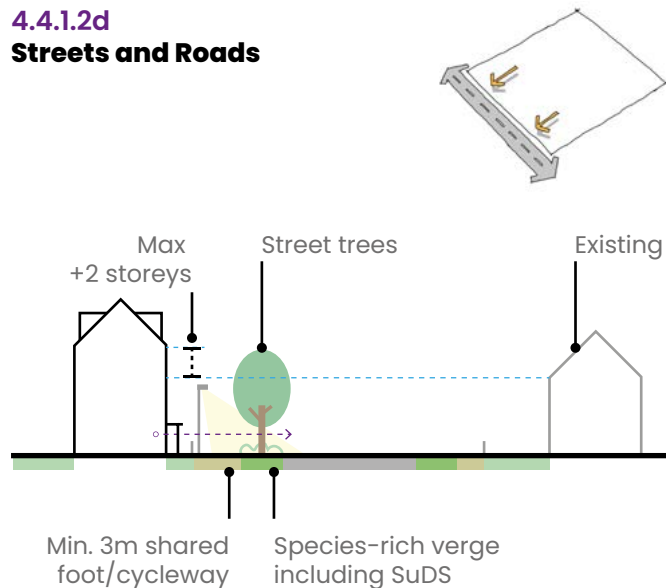 4.4.1.2d
Streets and Roads
Max
+2 storeys
Street trees
Existing
Min. 3m shared
foot/cycleway
Species-rich verge
including SuDS